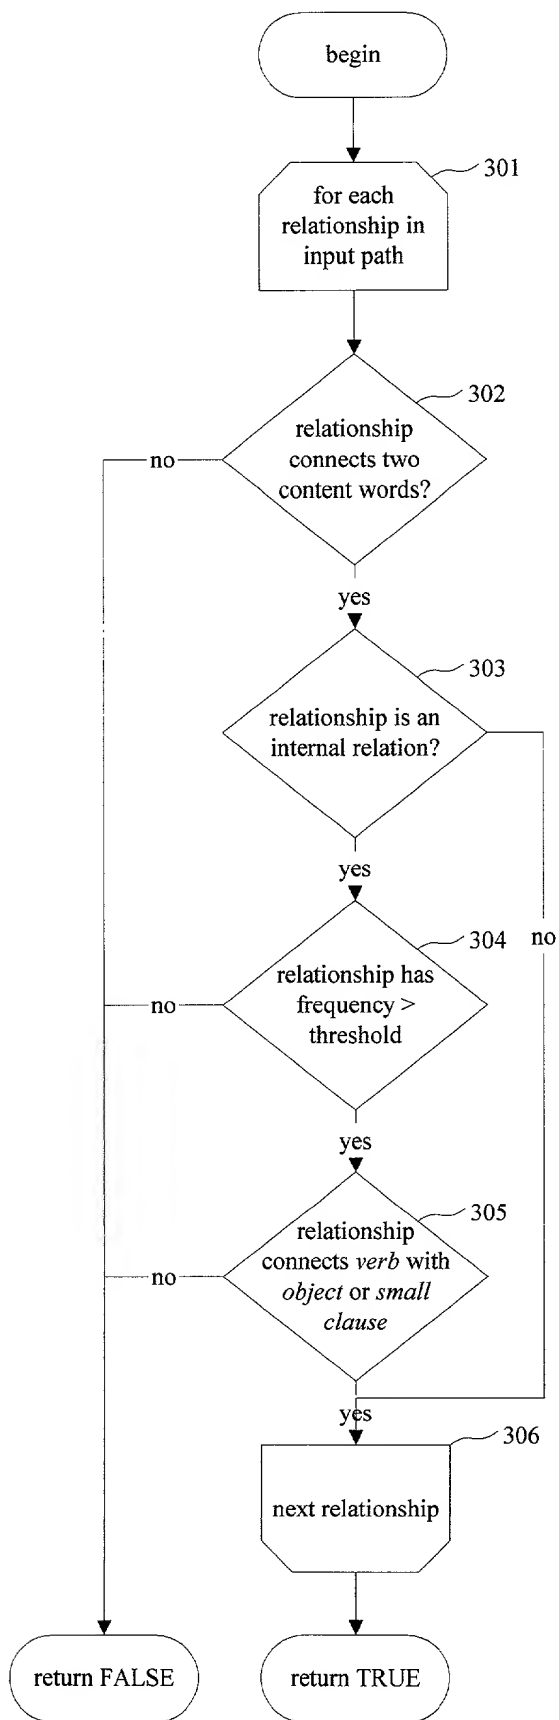 begin
301
for each
relationship in
input path
302
relationship
connects two
content words?
no
yes
303
relationship is an
internal relation?
yes
no
304
relationship has
frequency >
threshold
no
yes
305
relationship
connects verb with
object or small
clause
no
yes
306
next relationship
return FALSE
return TRUE